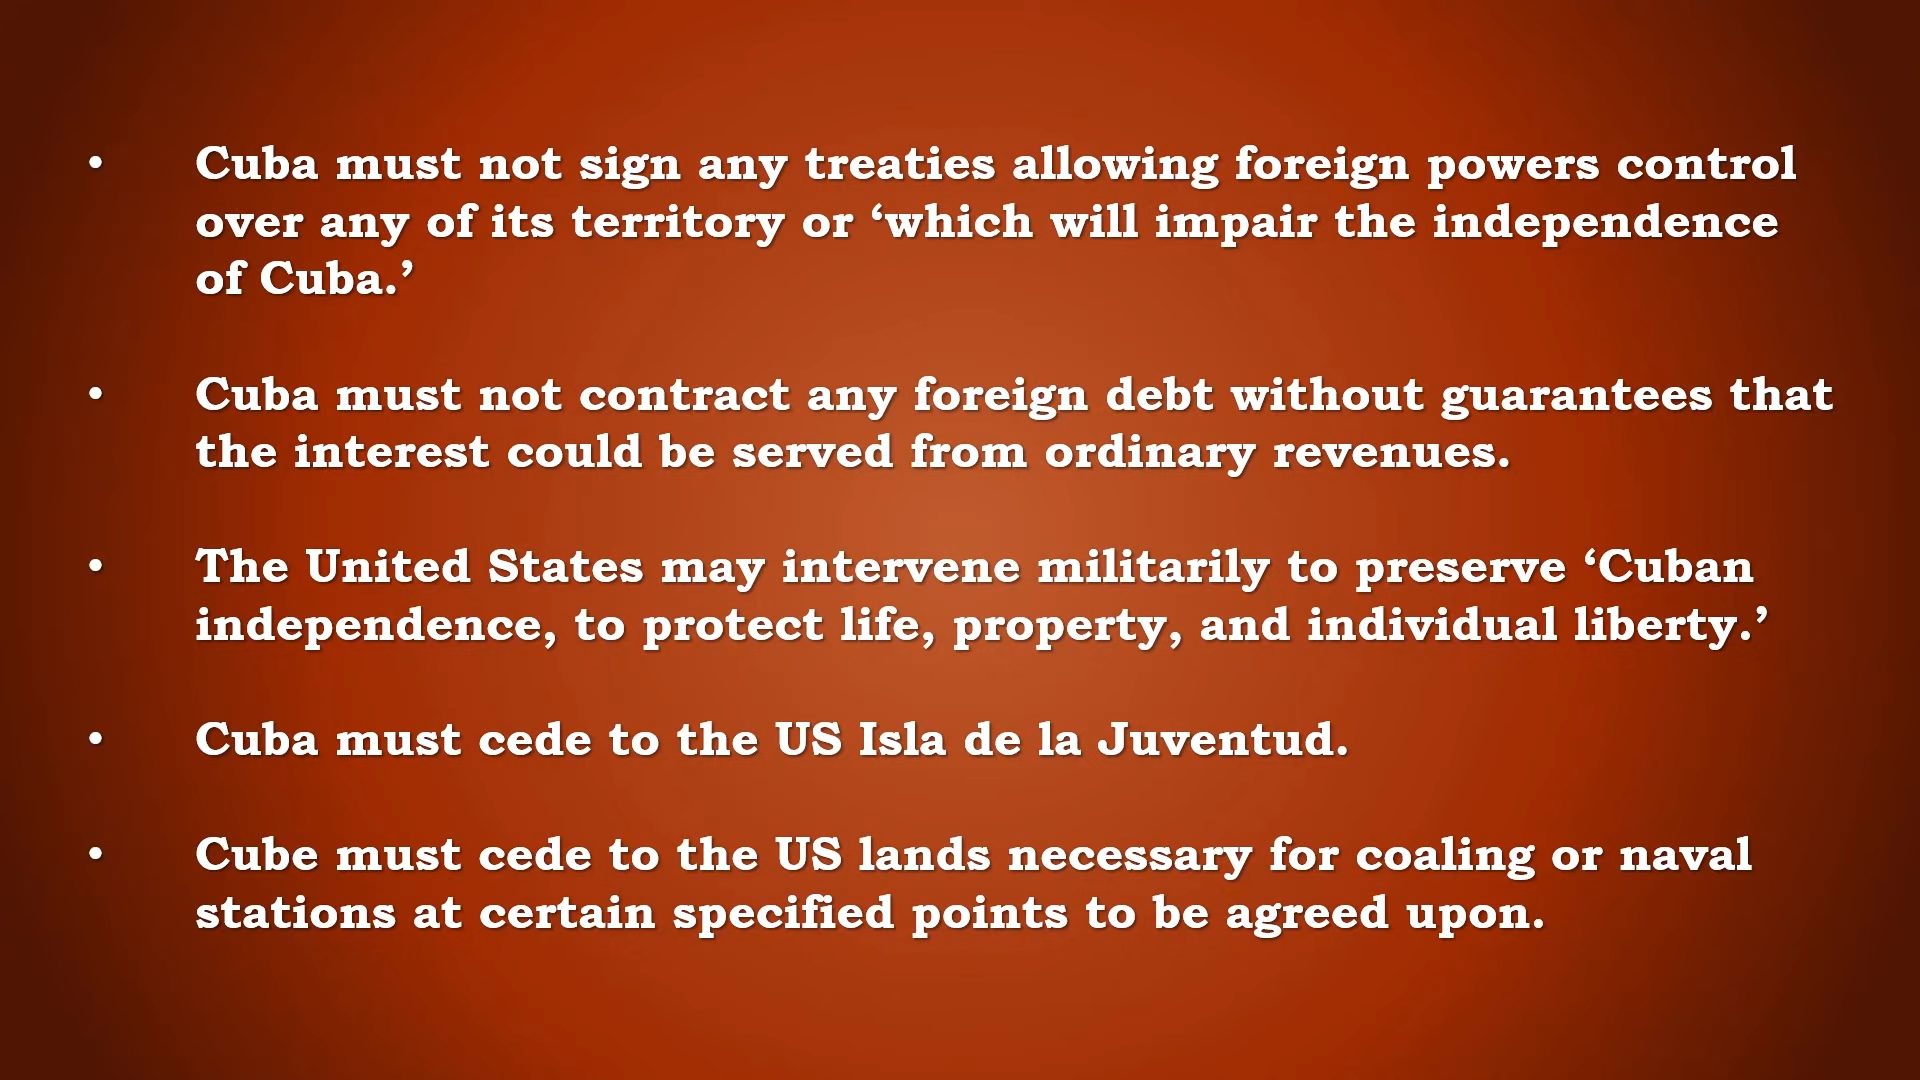 • Cuba must not sign any treaties allowing foreign powers control
over any of its territory or ‘which will impair the independence
of Cuba.’
• Cuba must not contract any foreign debt without guarantees that
the interest could be served from ordinary revenues.
• The United States may intervene militarily to preserve ‘Cuban
independence, to protect life, property, and individual liberty.’
• Cuba must cede to the US Isla de la Juventud.
• Cube must cede to the US lands necessary for coaling or naval
stations at certain specified points to be agreed upon.